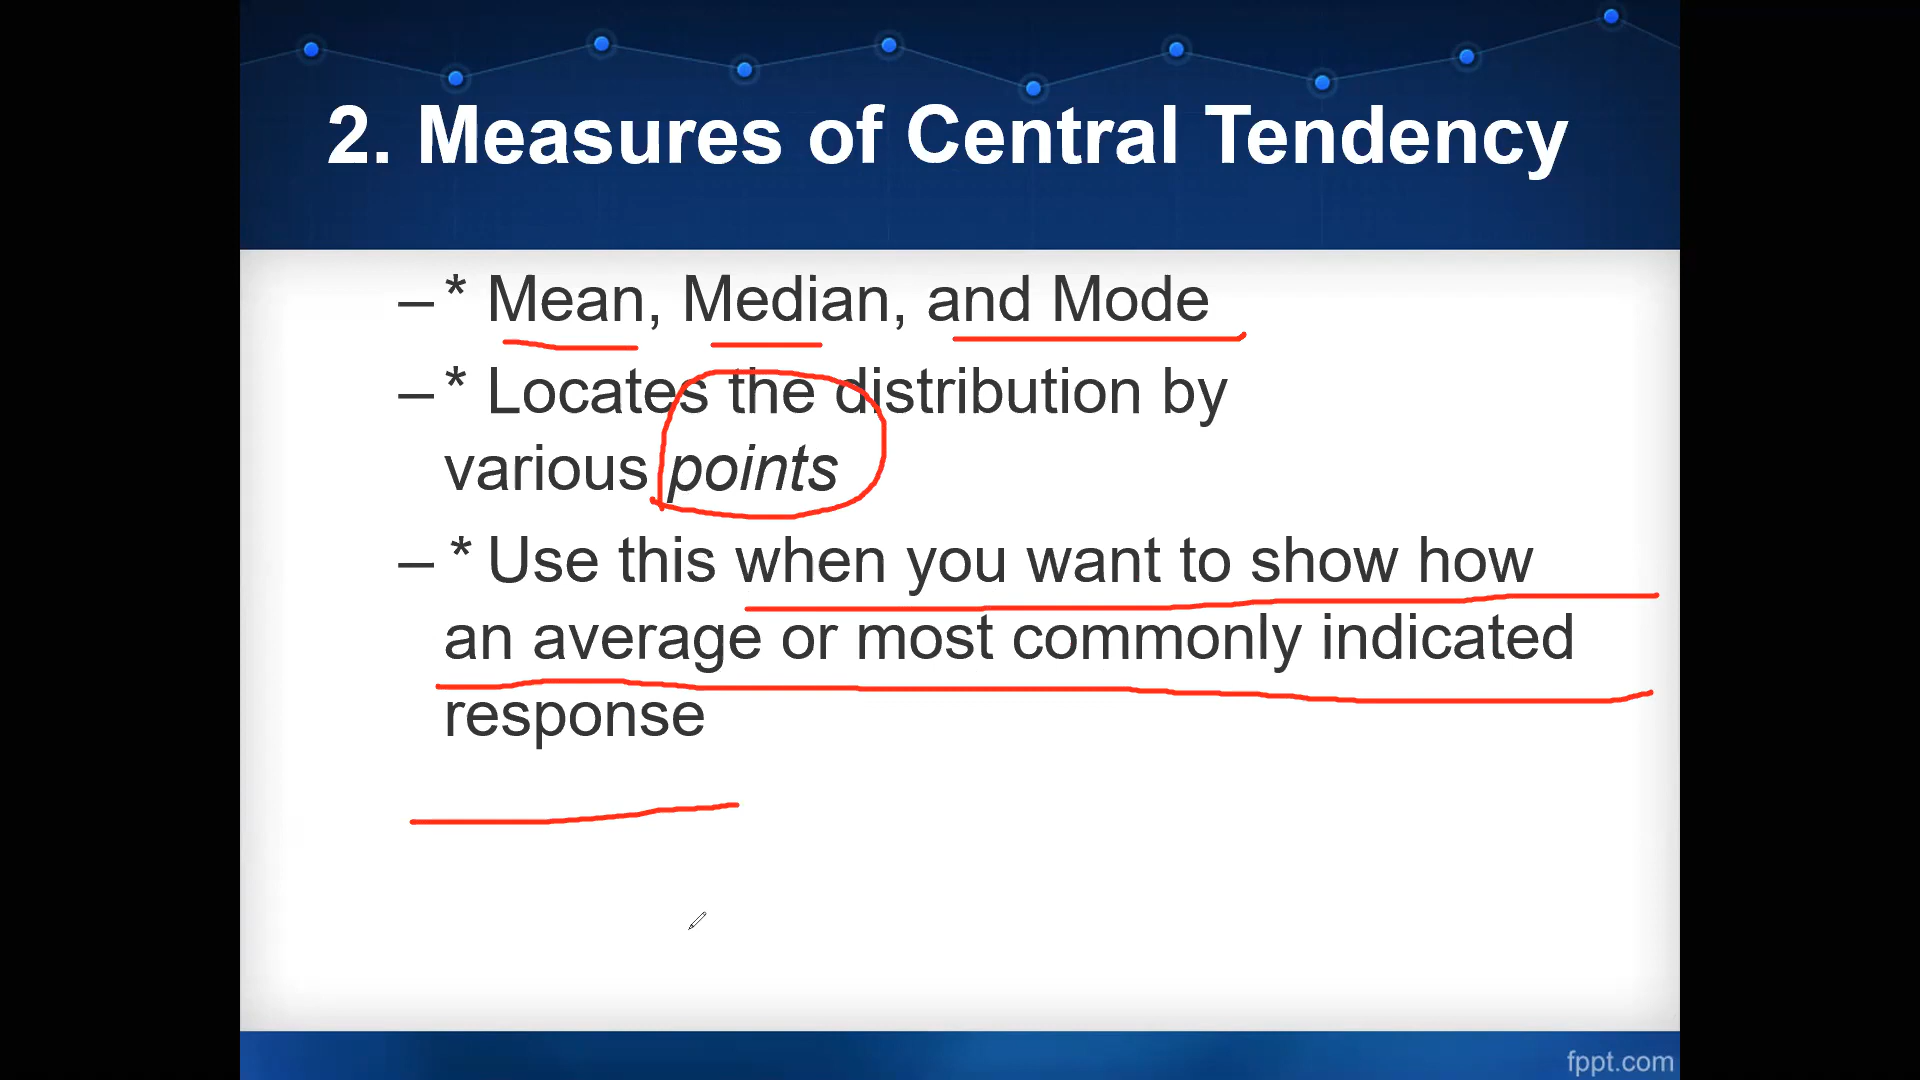 2. Measures of Central Tendency
– * Mean, Median, and Mode
– * Locates the distribution by
various points
– * Use this when you want to show how
an average or most commonly indicated
response
fppt.com